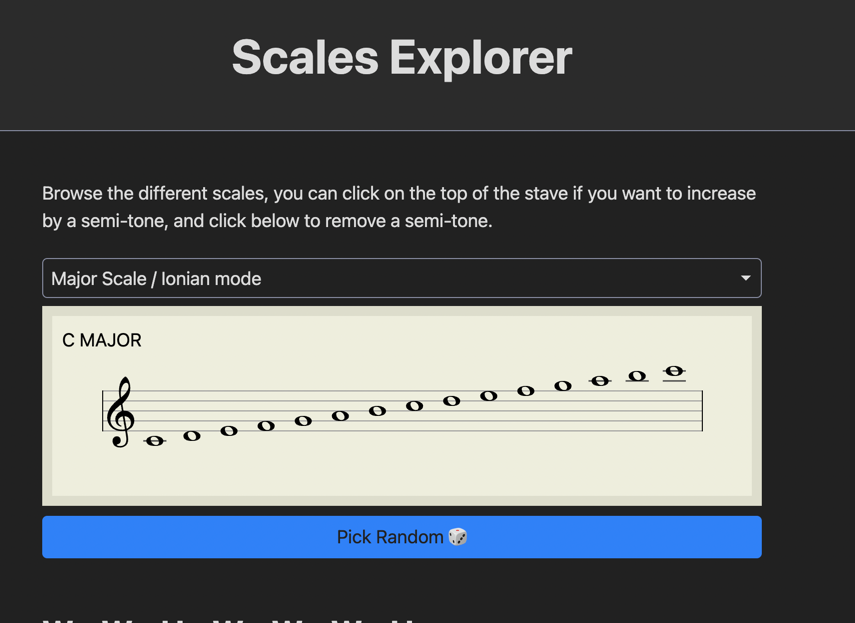 Scales Explorer
Browse the different scales, you can click on the top of the stave if you want to increase
by a semi-tone, and click below to remove a semi-tone.
Major Scale / Ionian mode
C MAJOR
Pick Random 🎲